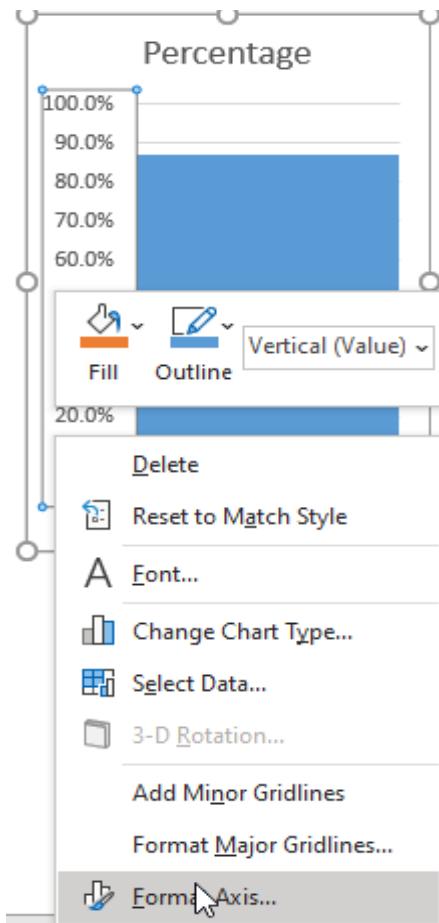 Percentage
100.0%
90.0%
80.0%
70.0%
60.0%
Fill Outline Vertical (Value)
20.0%
Delete
Reset to Match Style
A Font...
Change Chart Type...
Select Data...
3-D Rotation...
Add Minor Gridlines
Format Major Gridlines...
Format Axis...